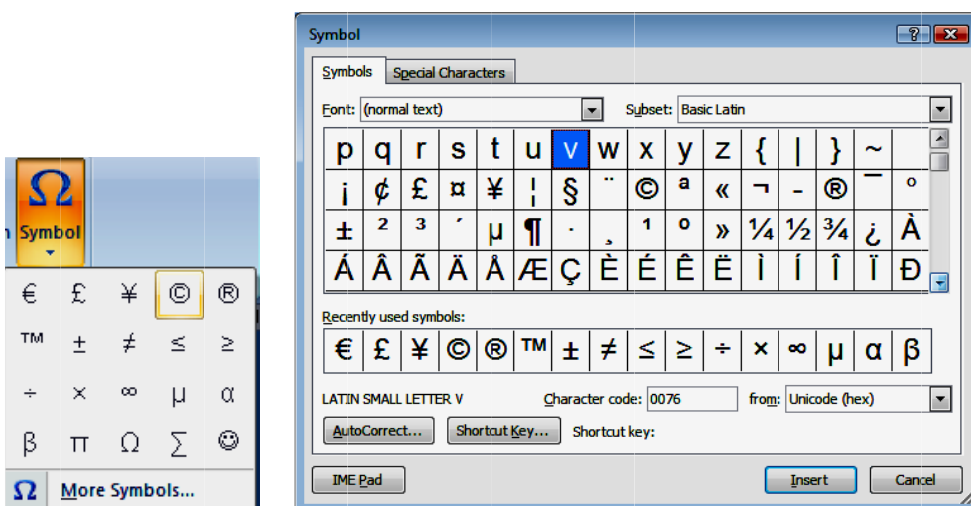 Symbol
€ £ ¥ © ®
™ ± ≠ ≤ ≥
÷ × ∞ µ α
β π Ω ∑ ☺
Ω More Symbols...
Symbol
Symbols Special Characters
Font: (normal text) Subset: Basic Latin
p q r s t u v w x y z { | } ~
¡ ¢ £ ¤ ¥ ¦ § ¨ © ª « ¬ - ® ¯ °
± ² ³ ´ µ ¶ · ¸ ¹ º » ¼ ½ ¾ ¿ À
Á Â Ã Ä Å Æ Ç È É Ê Ë Ì Í Î Ï Ð
Recently used symbols:
€ £ ¥ © ® ™ ± ≠ ≤ ≥ ÷ × ∞ µ α β
LATIN SMALL LETTER V Character code: 0076 from: Unicode (hex)
AutoCorrect... Shortcut Key... Shortcut key:
IME Pad Insert Cancel